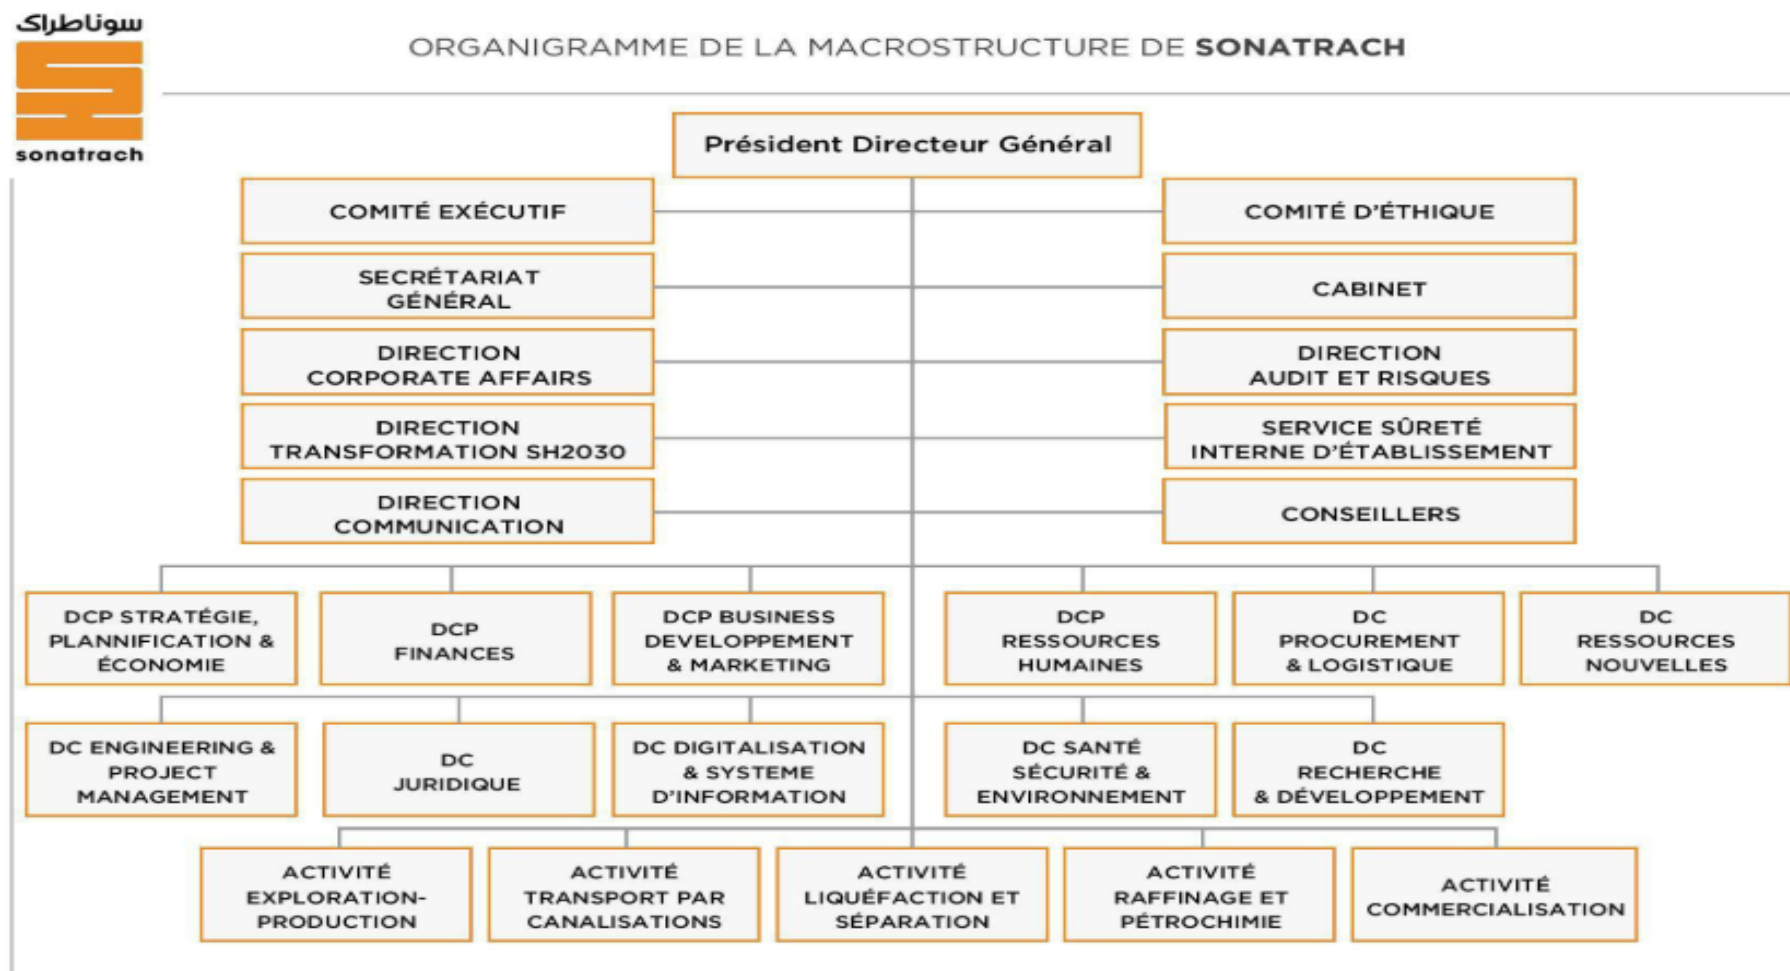 سوناطراك
sonatrach
ORGANIGRAMME DE LA MACROSTRUCTURE DE SONATRACH
Président Directeur Général
COMITÉ EXÉCUTIF
COMITÉ D'ÉTHIQUE
SECRÉTARIAT
GÉNÉRAL
CABINET
DIRECTION
CORPORATE AFFAIRS
DIRECTION
AUDIT ET RISQUES
DIRECTION
TRANSFORMATION SH2030
SERVICE SÛRETÉ
INTERNE D'ÉTABLISSEMENT
DIRECTION
COMMUNICATION
CONSEILLERS
DCP STRATÉGIE,
PLANNIFICATION &
ÉCONOMIE
DCP
FINANCES
DCP BUSINESS
DEVELOPPEMENT
& MARKETING
DCP
RESSOURCES
HUMAINES
DC
PROCUREMENT
& LOGISTIQUE
DC
RESSOURCES
NOUVELLES
DC ENGINEERING &
PROJECT
MANAGEMENT
DC
JURIDIQUE
DC DIGITALISATION
& SYSTEME
D'INFORMATION
DC SANTÉ
SÉCURITÉ &
ENVIRONNEMENT
DC
RECHERCHE
& DÉVELOPPEMENT
ACTIVITÉ
EXPLORATION-
PRODUCTION
ACTIVITÉ
TRANSPORT PAR
CANALISATIONS
ACTIVITÉ
LIQUÉFACTION ET
SÉPARATION
ACTIVITÉ
RAFFINAGE ET
PÉTROCHIMIE
ACTIVITÉ
COMMERCIALISATION